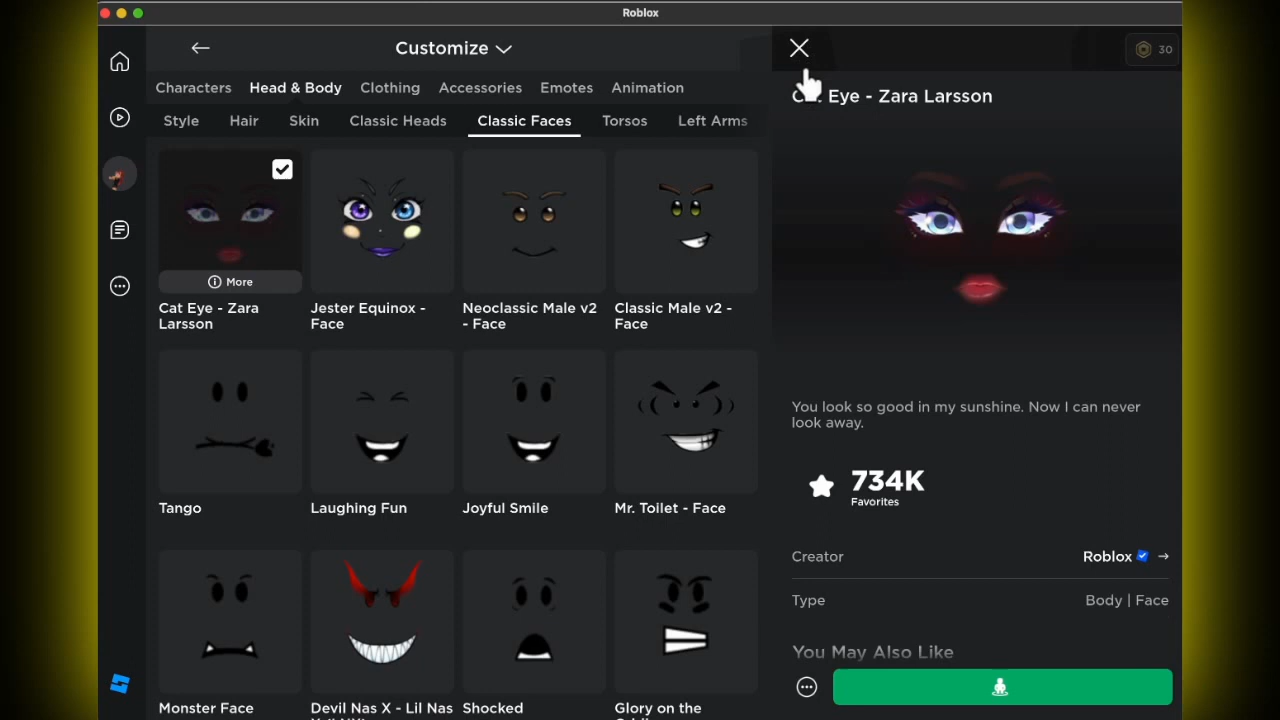 Roblox
Customize
30
Characters Head & Body Clothing Accessories Emotes Animation
Eye - Zara Larsson
Style Hair Skin Classic Heads Classic Faces Torsos Left Arms
More
Cat Eye - Zara
Larsson
Jester Equinox -
Face
Neoclassic Male v2
- Face
Classic Male v2 -
Face
Tango
Laughing Fun
Joyful Smile
Mr. Toilet - Face
Monster Face
Devil Nas X - Lil Nas
Shocked
Glory on the
You look so good in my sunshine. Now I can never
look away.
734K
Favorites
Creator Roblox
Type Body | Face
You May Also Like